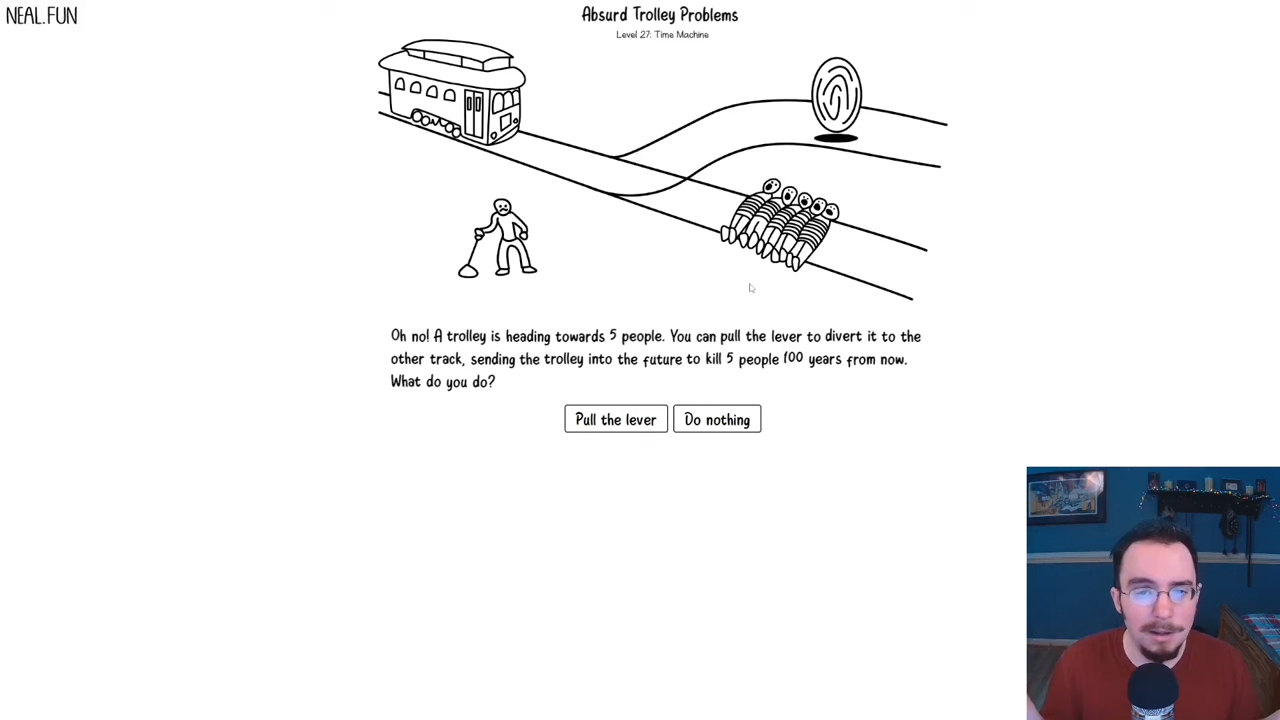 NEAL.FUN
Absurd Trolley Problems
Level 27: Time Machine
Oh no! A trolley is heading towards 5 people. You can pull the lever to divert it to the
other track, sending the trolley into the future to kill 5 people 100 years from now.
What do you do?
Pull the lever
Do nothing